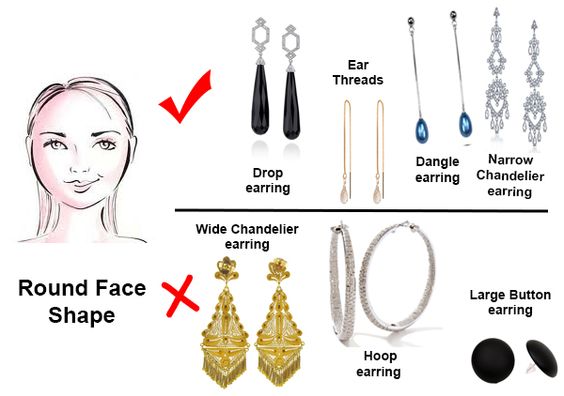 Ear
Threads
Drop
earring
Dangle
earring
Narrow
Chandelier
earring
Round Face
Shape
Wide Chandelier
earring
Hoop
earring
Large Button
earring